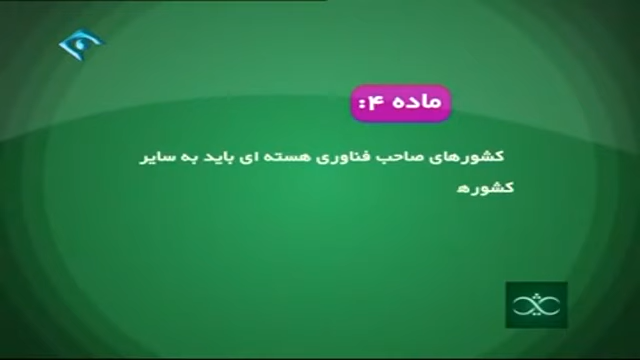 ماده ۴:
کشورهای صاحب فناوری هسته ای باید به سایر
کشوره